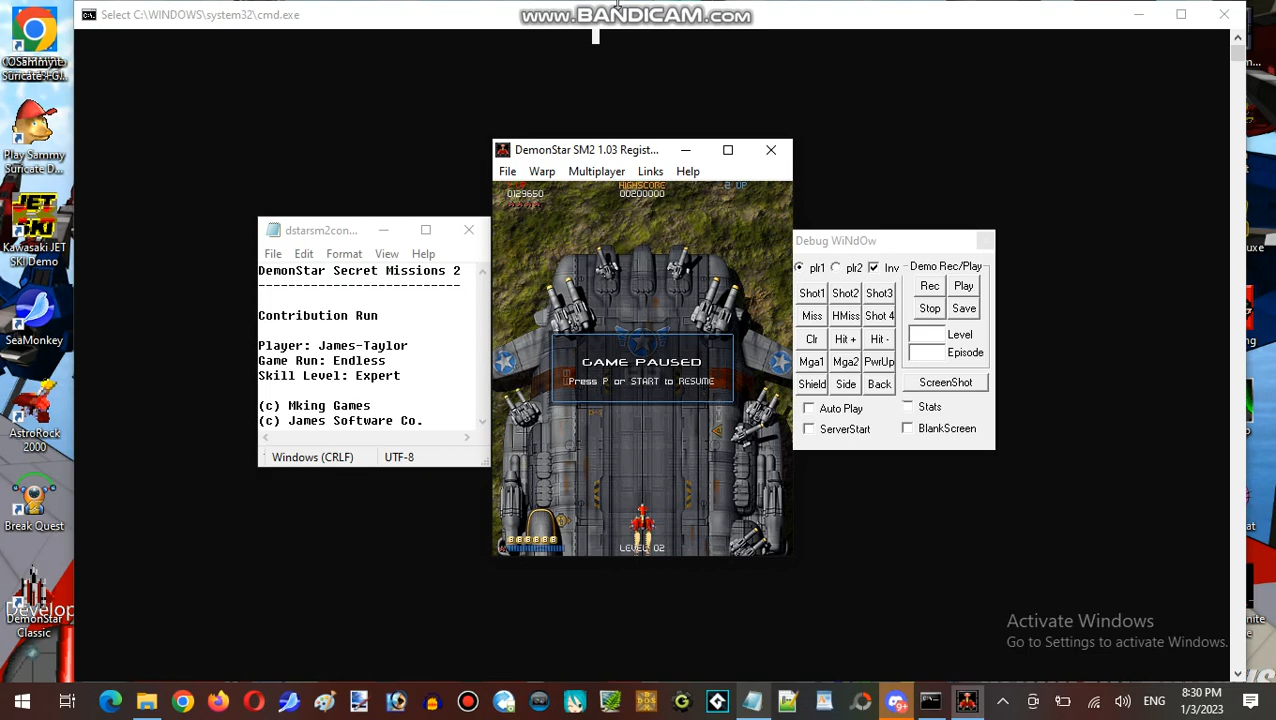 Select C:\WINDOWS\system32\cmd.exe
www.BANDICAM.com
Play Sammy
Suricate D...
JET SKI
Kawasaki JET
SKI Demo
SeaMonkey
AstroRock
2000
Break Quest
DemonStar
Classic
dstarsm2con...
File Edit Format View Help
DemonStar Secret Missions 2
---------------------------
Contribution Run
Player: James-Taylor
Game Run: Endless
Skill Level: Expert
(c) Mking Games
(c) James Software Co.
Windows (CRLF) UTF-8
DemonStar SM2 1.03 Regist...
File Warp Multiplayer Links Help
HIGHSCORE 2 UP
0129650 00200000
GAME PAUSED
Press P or START to RESUME
LEVEL 02
Debug WiNdOw
plr1 plr2 Inv
Demo Rec/Play
Shot1 Shot2 Shot3 Rec Play
Miss HMiss Shot 4 Stop Save
Clr Hit + Hit - Level
Mga1 Mga2 PwrUp Episode
Shield Side Back ScreenShot
Auto Play Stats
ServerStart BlankScreen
Activate Windows
Go to Settings to activate Windows.
DOS
9+
ENG
8:30 PM
1/3/2023